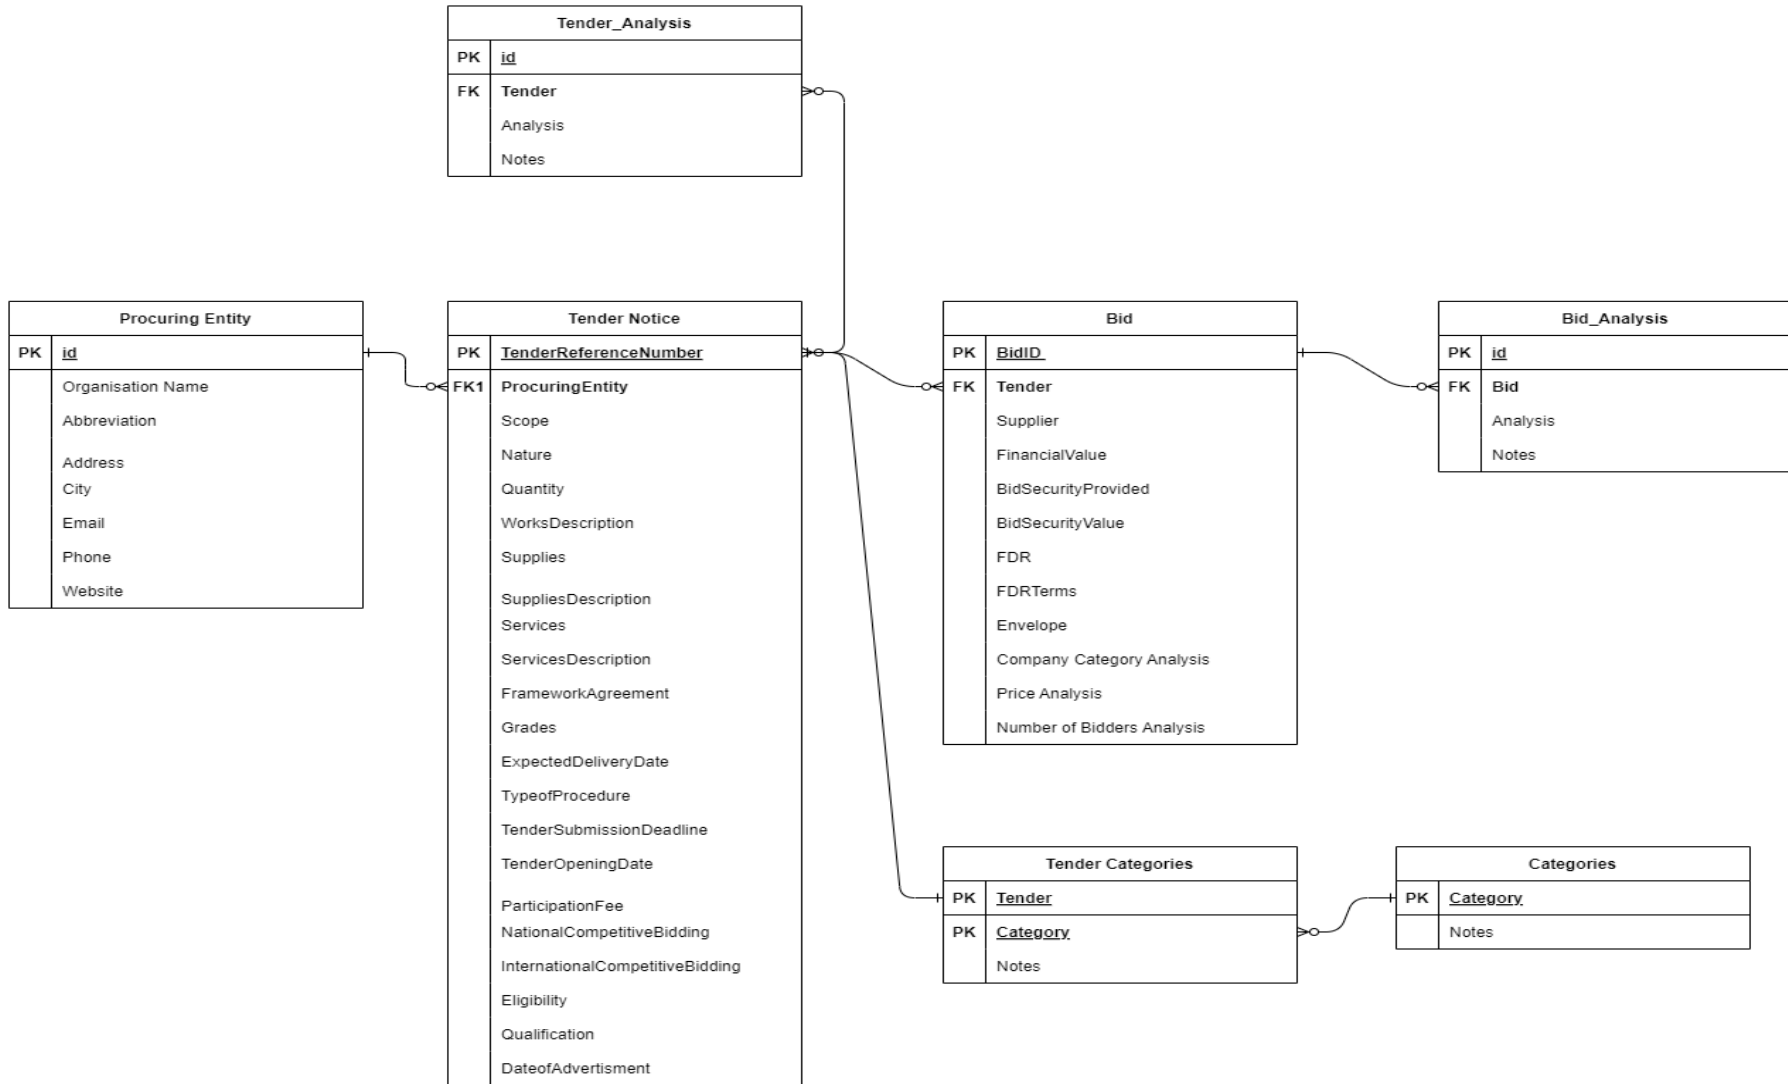 Tender_Analysis
PK id
FK Tender
Analysis
Notes
Procuring Entity
PK id
Organisation Name
Abbreviation
Address
City
Email
Phone
Website
Tender Notice
PK TenderReferenceNumber
FK1 ProcuringEntity
Scope
Nature
Quantity
WorksDescription
Supplies
SuppliesDescription
Services
ServicesDescription
FrameworkAgreement
Grades
ExpectedDeliveryDate
TypeofProcedure
TenderSubmissionDeadline
TenderOpeningDate
ParticipationFee
NationalCompetitiveBidding
InternationalCompetitiveBidding
Eligibility
Qualification
DateofAdvertisment
Bid
PK BidID
FK Tender
Supplier
FinancialValue
BidSecurityProvided
BidSecurityValue
FDR
FDRTerms
Envelope
Company Category Analysis
Price Analysis
Number of Bidders Analysis
Bid_Analysis
PK id
FK Bid
Analysis
Notes
Tender Categories
PK Tender
PK Category
Notes
Categories
PK Category
Notes